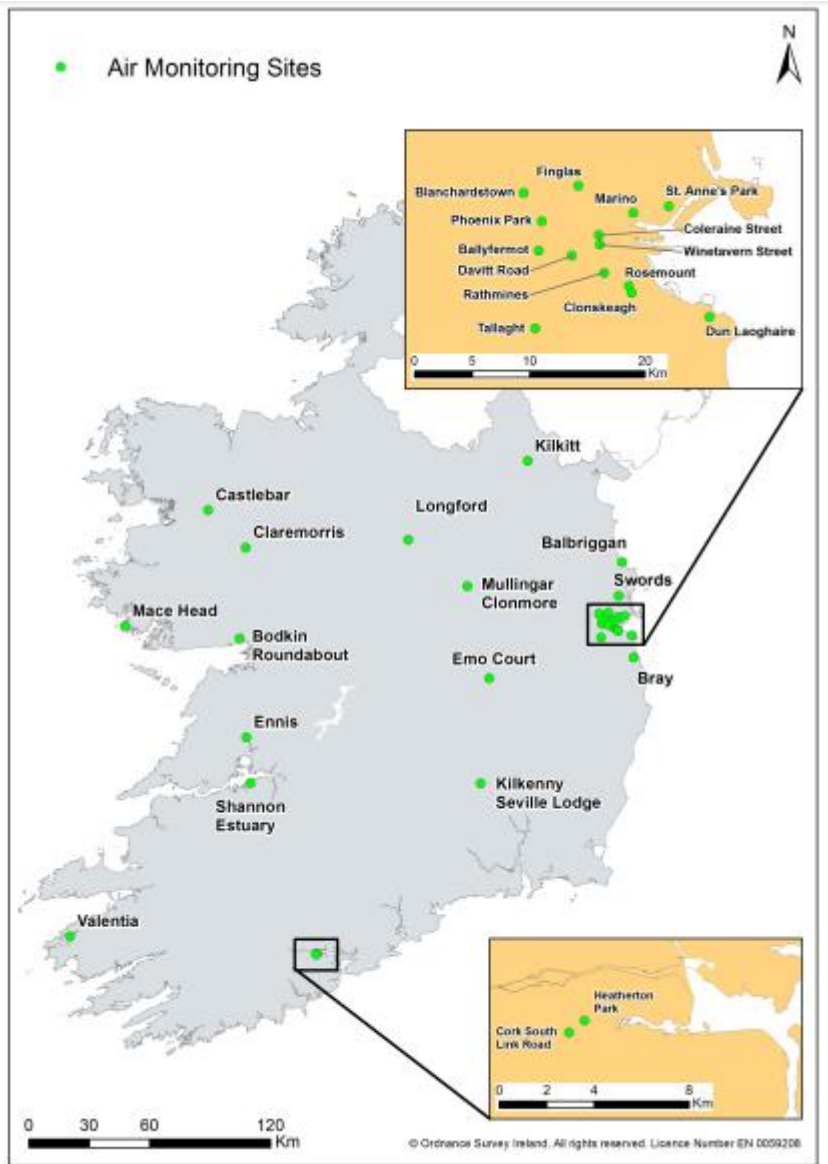 N
Air Monitoring Sites
Finglas
Blanchardstown
St. Anne's Park
Marino
Phoenix Park
Coleraine Street
Ballyfermot
Winetavern Street
Davitt Road
Rosemount
Rathmines
Clonskeagh
Tallaght
Dun Laoghaire
0 5 10 20
Km
Kilkitt
Castlebar
Longford
Claremorris
Balbriggan
Swords
Mullingar
Clonmore
Mace Head
Bodkin
Roundabout
Emo Court
Bray
Ennis
Kilkenny
Seville Lodge
Shannon
Estuary
Valentia
Heatherton
Park
Cork South
Link Road
0 2 4 8
Km
0 30 60 120
Km
© Ordnance Survey Ireland. All rights reserved. Licence Number EN 0059208